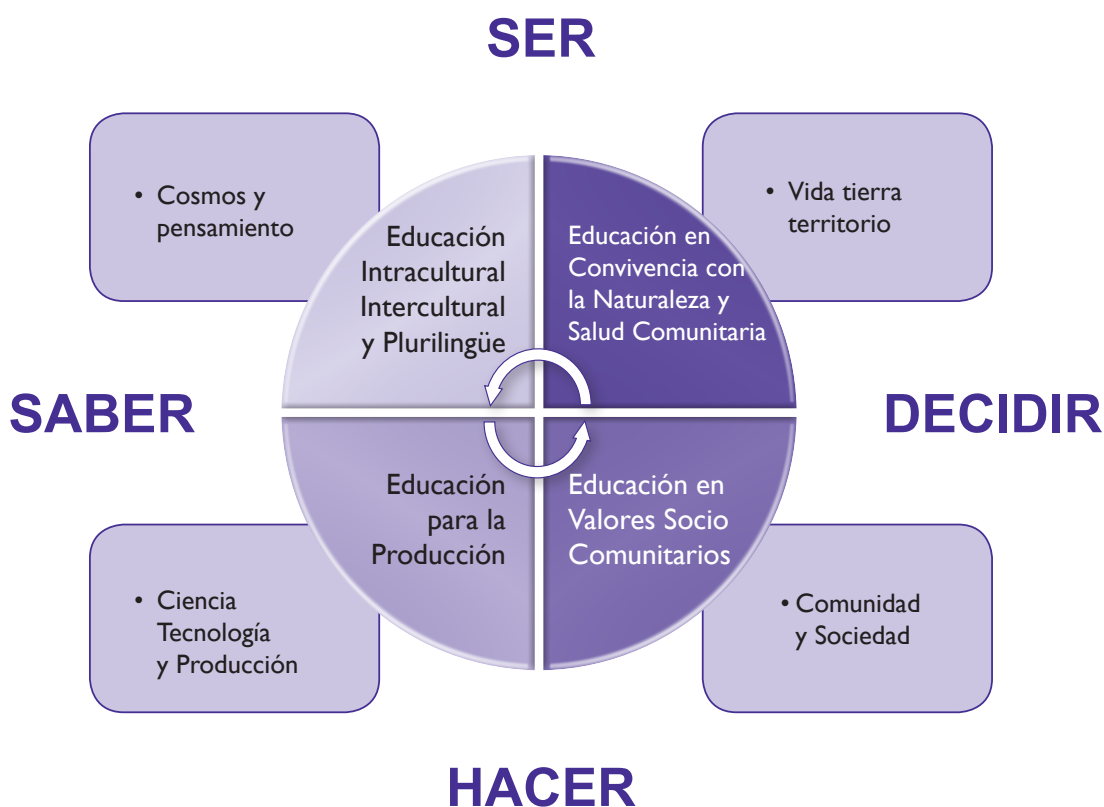 SER
• Cosmos y
pensamiento
Educación
Intracultural
Intercultural
y Plurilingüe
Educación en
Convivencia con
la Naturaleza y
Salud Comunitaria
• Vida tierra
territorio
SABER
DECIDIR
• Ciencia
Tecnología
y Producción
Educación
para la
Producción
Educación en
Valores Socio
Comunitarios
• Comunidad
y Sociedad
HACER